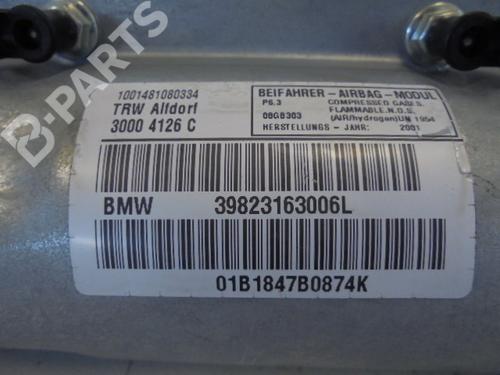 1001481080334
TRW Alfdorf
3000 4126 C
BEIFAHRER - AIRBAG - MODUL
P6.3 COMPRESSED GASES,
FLAMMABLE, N.O.S.
08GB303 (AIR/hydrogen)UN 1954
HERSTELLUNGS - JAHR: 2001
BMW 39823163006L
01B1847B0874K
B-PARTS